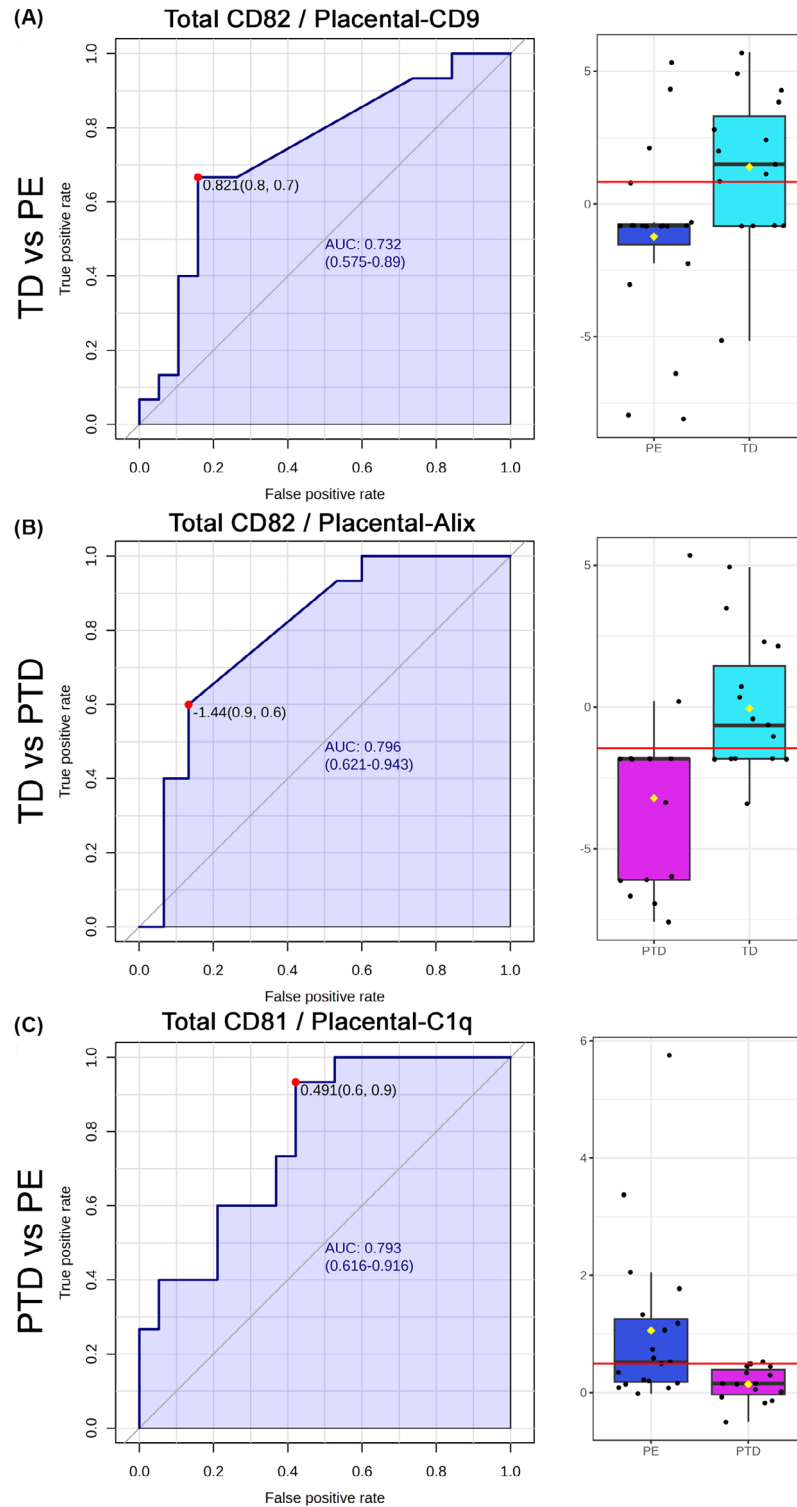 (A)
Total CD82 / Placental-CD9
TD vs PE
True positive rate
1.0
0.8
0.6
0.4
0.2
0.0
0.821(0.8, 0.7)
AUC: 0.732
(0.575-0.89)
0.0 0.2 0.4 0.6 0.8 1.0
False positive rate
5
0
-5
PE TD
(B)
Total CD82 / Placental-Alix
TD vs PTD
True positive rate
1.0
0.8
0.6
0.4
0.2
0.0
-1.44(0.9, 0.6)
AUC: 0.796
(0.621-0.943)
0.0 0.2 0.4 0.6 0.8 1.0
False positive rate
5
0
-5
PTD TD
(C)
Total CD81 / Placental-C1q
PTD vs PE
True positive rate
1.0
0.8
0.6
0.4
0.2
0.0
0.491(0.6, 0.9)
AUC: 0.793
(0.616-0.916)
0.0 0.2 0.4 0.6 0.8 1.0
False positive rate
6
4
2
0
PE PTD